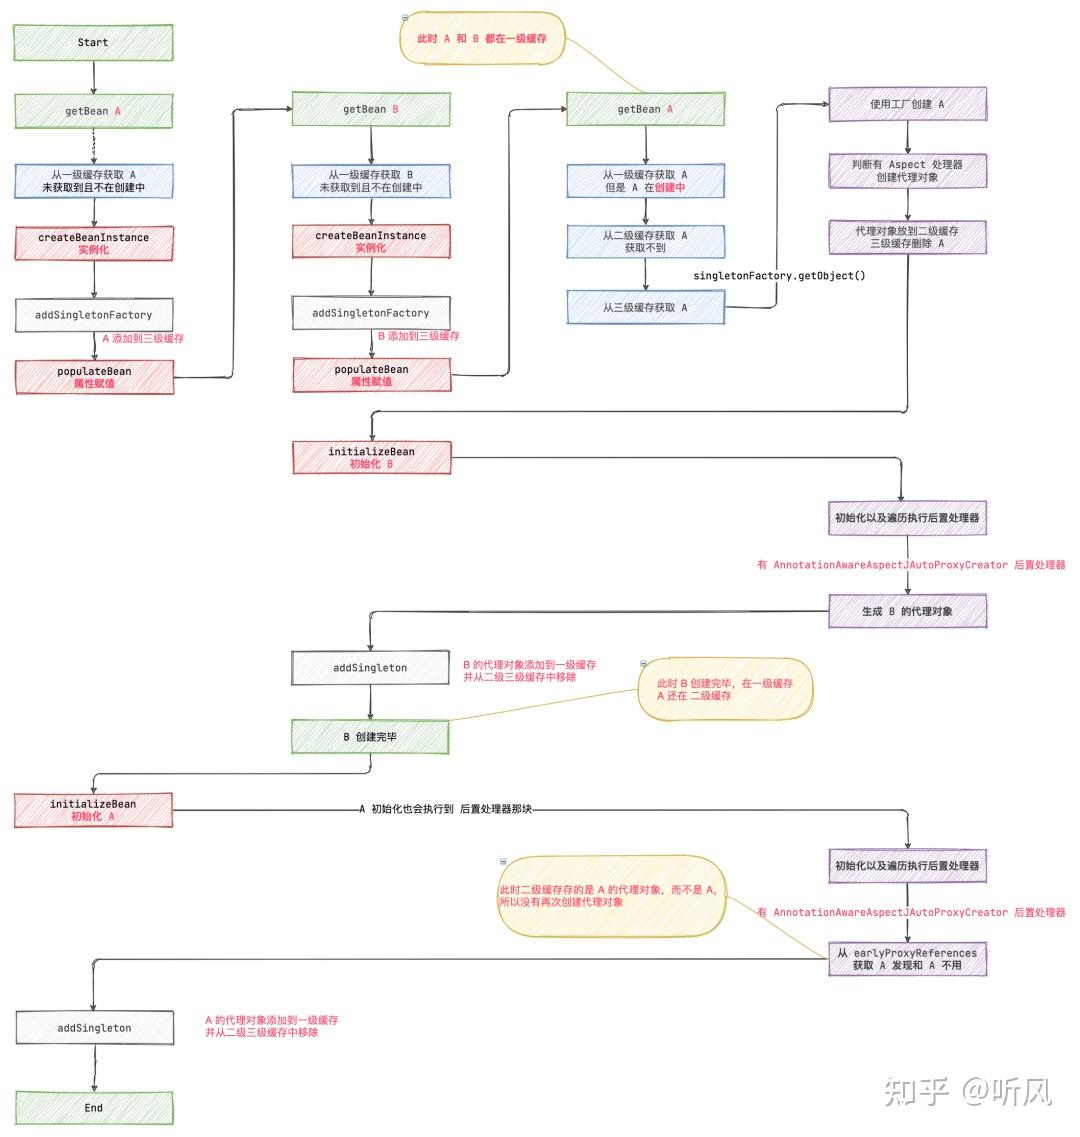 Start
getBean A
从一级缓存获取 A
未获取到且不在创建中
createBeanInstance
实例化
addSingletonFactory
A 添加到三级缓存
populateBean
属性赋值
getBean B
从一级缓存获取 B
未获取到且不在创建中
createBeanInstance
实例化
addSingletonFactory
B 添加到三级缓存
populateBean
属性赋值
此时 A 和 B 都在一级缓存
getBean A
从一级缓存获取 A
但是 A 在创建中
从二级缓存获取 A
获取不到
从三级缓存获取 A
singletonFactory.getObject()
使用工厂创建 A
判断有 Aspect 处理器
创建代理对象
代理对象放到二级缓存
三级缓存删除 A
initializeBean
初始化 B
初始化以及遍历执行后置处理器
有 AnnotationAwareAspectJAutoProxyCreator 后置处理器
生成 B 的代理对象
addSingleton
B 的代理对象添加到一级缓存
并从二级三级缓存中移除
此时 B 创建完毕，在一级缓存
A 还在 二级缓存
B 创建完毕
initializeBean
初始化 A
A 初始化也会执行到 后置处理器那块
初始化以及遍历执行后置处理器
此时二级缓存存的是 A 的代理对象，而不是 A，
所以没有再次创建代理对象
有 AnnotationAwareAspectJAutoProxyCreator 后置处理器
从 earlyProxyReferences
获取 A 发现和 A 不用
addSingleton
A 的代理对象添加到一级缓存
并从二级三级缓存中移除
End
知乎 @听风